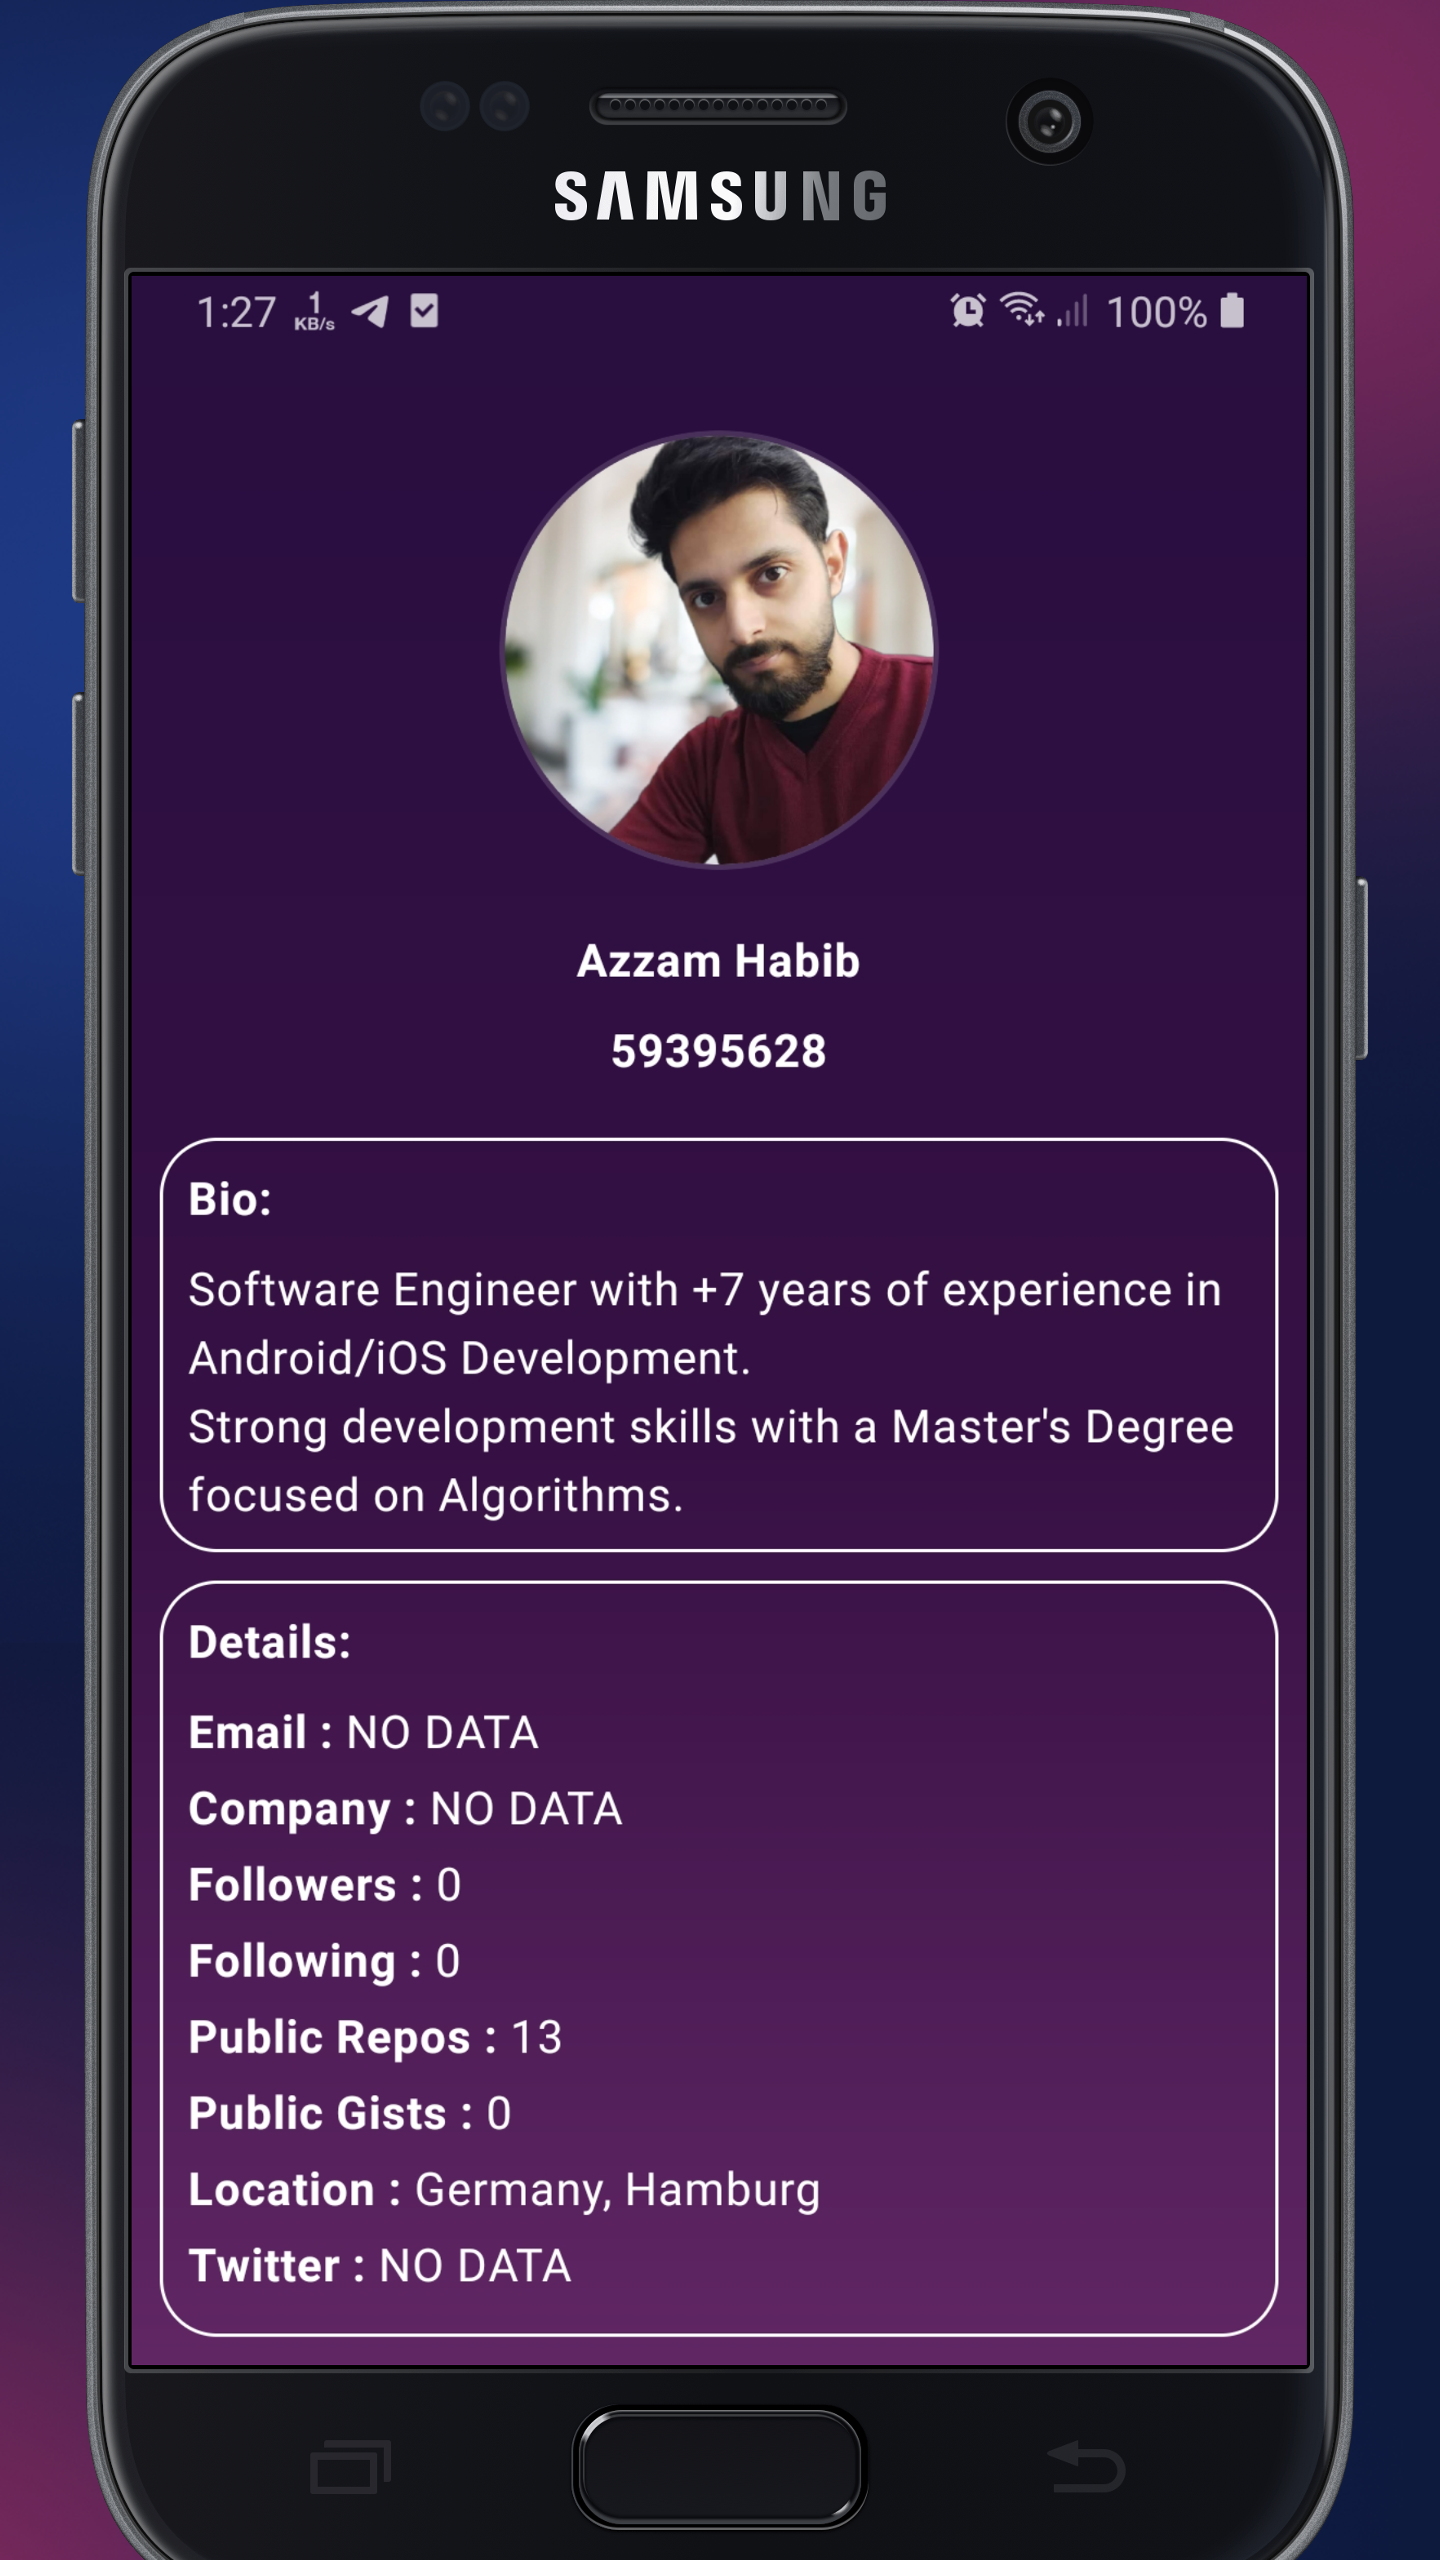 SAMSUNG
1:27 1 KB/s 100%
Azzam Habib
59395628
Bio:
Software Engineer with +7 years of experience in
Android/iOS Development.
Strong development skills with a Master's Degree
focused on Algorithms.
Details:
Email : NO DATA
Company : NO DATA
Followers : 0
Following : 0
Public Repos : 13
Public Gists : 0
Location : Germany, Hamburg
Twitter : NO DATA